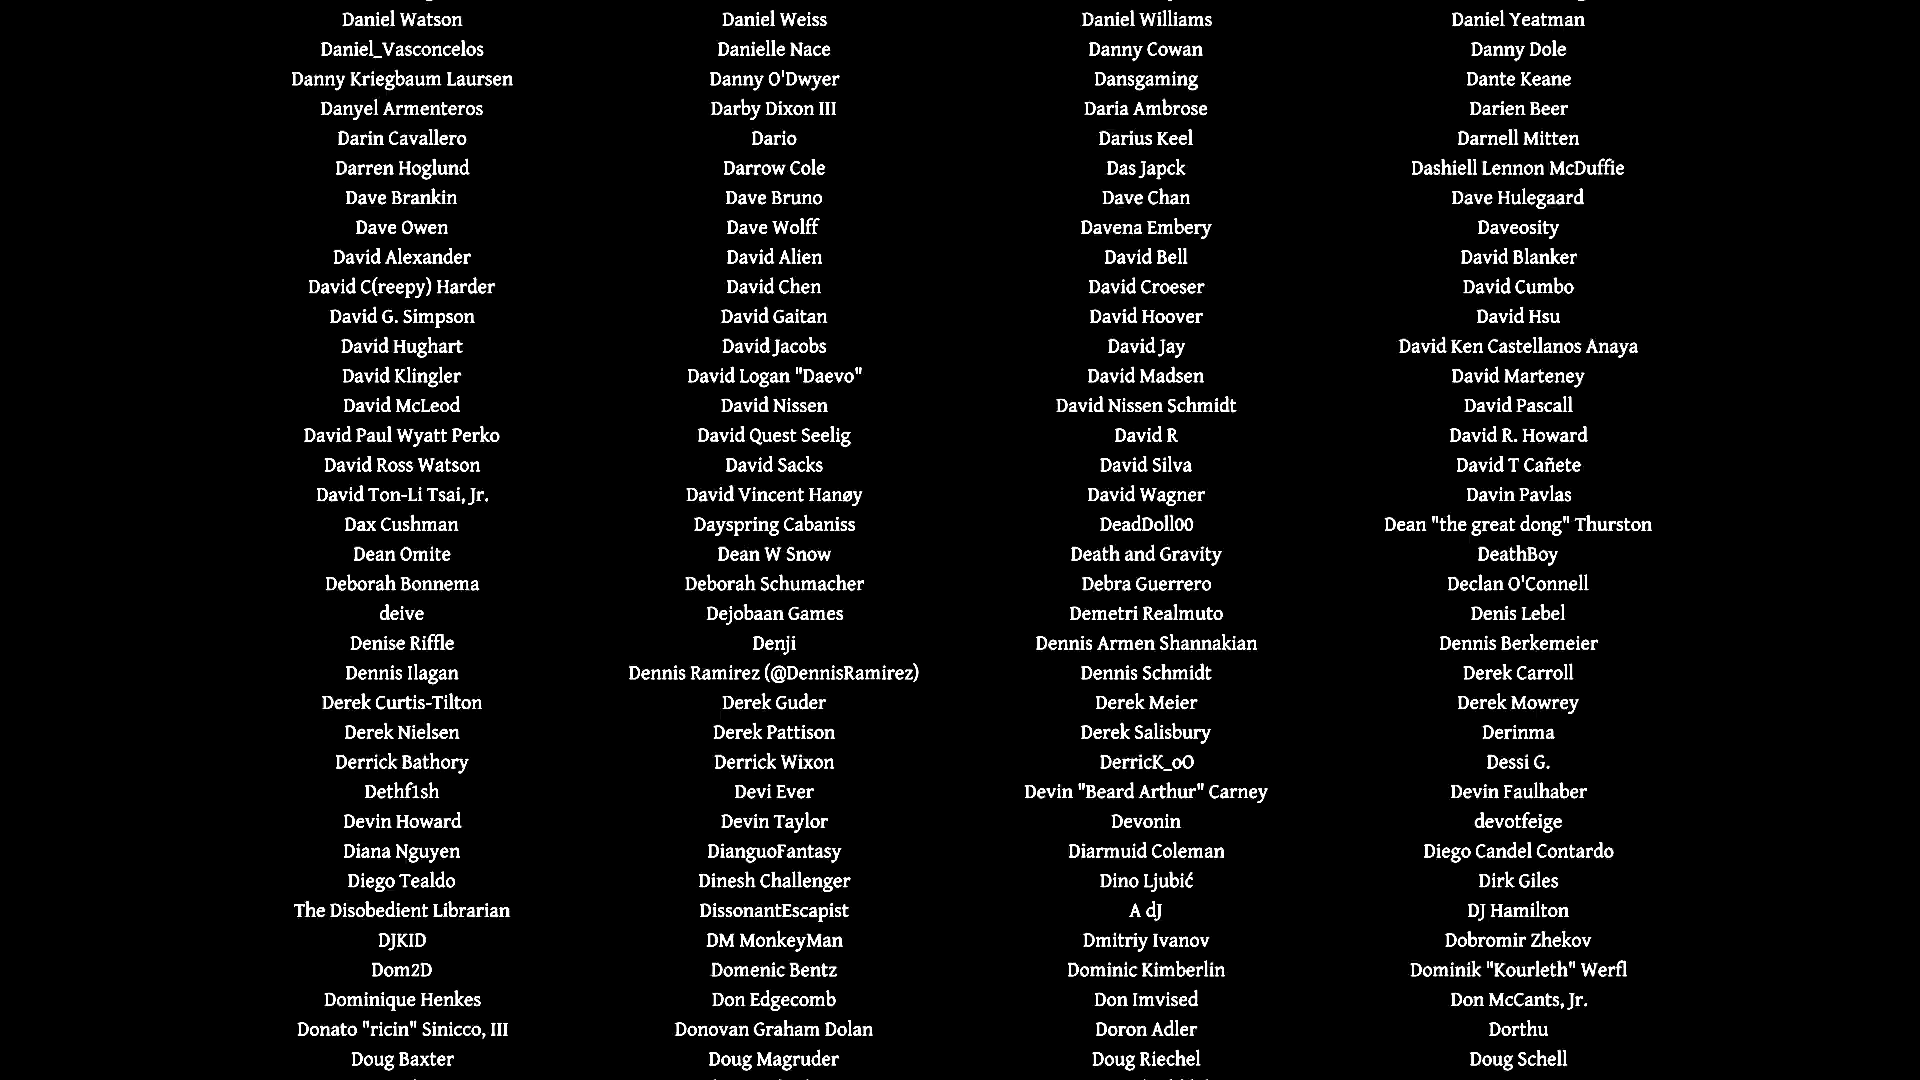 Daniel Watson Daniel Weiss Daniel Williams Daniel Yeatman
Daniel_Vasconcelos Danielle Nace Danny Cowan Danny Dole
Danny Kriegbaum Laursen Danny O'Dwyer Dansgaming Dante Keane
Danyel Armenteros Darby Dixon III Daria Ambrose Darien Beer
Darin Cavallero Dario Darius Keel Darnell Mitten
Darren Hoglund Darrow Cole Das Japck Dashiell Lennon McDuffie
Dave Brankin Dave Bruno Dave Chan Dave Hulegaard
Dave Owen Dave Wolff Davena Embery Daveosity
David Alexander David Alien David Bell David Blanker
David C(reepy) Harder David Chen David Croeser David Cumbo
David G. Simpson David Gaitan David Hoover David Hsu
David Hughart David Jacobs David Jay David Ken Castellanos Anaya
David Klingler David Logan "Daevo" David Madsen David Marteney
David McLeod David Nissen David Nissen Schmidt David Pascall
David Paul Wyatt Perko David Quest Seelig David R David R. Howard
David Ross Watson David Sacks David Silva David T Cañete
David Ton-Li Tsai, Jr. David Vincent Hanøy David Wagner Davin Pavlas
Dax Cushman Dayspring Cabaniss DeadDoll00 Dean "the great dong" Thurston
Dean Omite Dean W Snow Death and Gravity DeathBoy
Deborah Bonnema Deborah Schumacher Debra Guerrero Declan O'Connell
deive Dejobaan Games Demetri Realmuto Denis Lebel
Denise Riffle Denji Dennis Armen Shannakian Dennis Berkemeier
Dennis Ilagan Dennis Ramirez (@DennisRamirez) Dennis Schmidt Derek Carroll
Derek Curtis-Tilton Derek Guder Derek Meier Derek Mowrey
Derek Nielsen Derek Pattison Derek Salisbury Derinma
Derrick Bathory Derrick Wixon DerricK_oO Dessi G.
Dethf1sh Devi Ever Devin "Beard Arthur" Carney Devin Faulhaber
Devin Howard Devin Taylor Devonin devotfeige
Diana Nguyen DianguoFantasy Diarmuid Coleman Diego Candel Contardo
Diego Tealdo Dinesh Challenger Dino Ljubić Dirk Giles
The Disobedient Librarian DissonantEscapist A dJ DJ Hamilton
DJKID DM MonkeyMan Dmitriy Ivanov Dobromir Zhekov
Dom2D Domenic Bentz Dominic Kimberlin Dominik "Kourleth" Werfl
Dominique Henkes Don Edgecomb Don Imvised Don McCants, Jr.
Donato "ricin" Sinicco, III Donovan Graham Dolan Doron Adler Dorthu
Doug Baxter Doug Magruder Doug Riechel Doug Schell